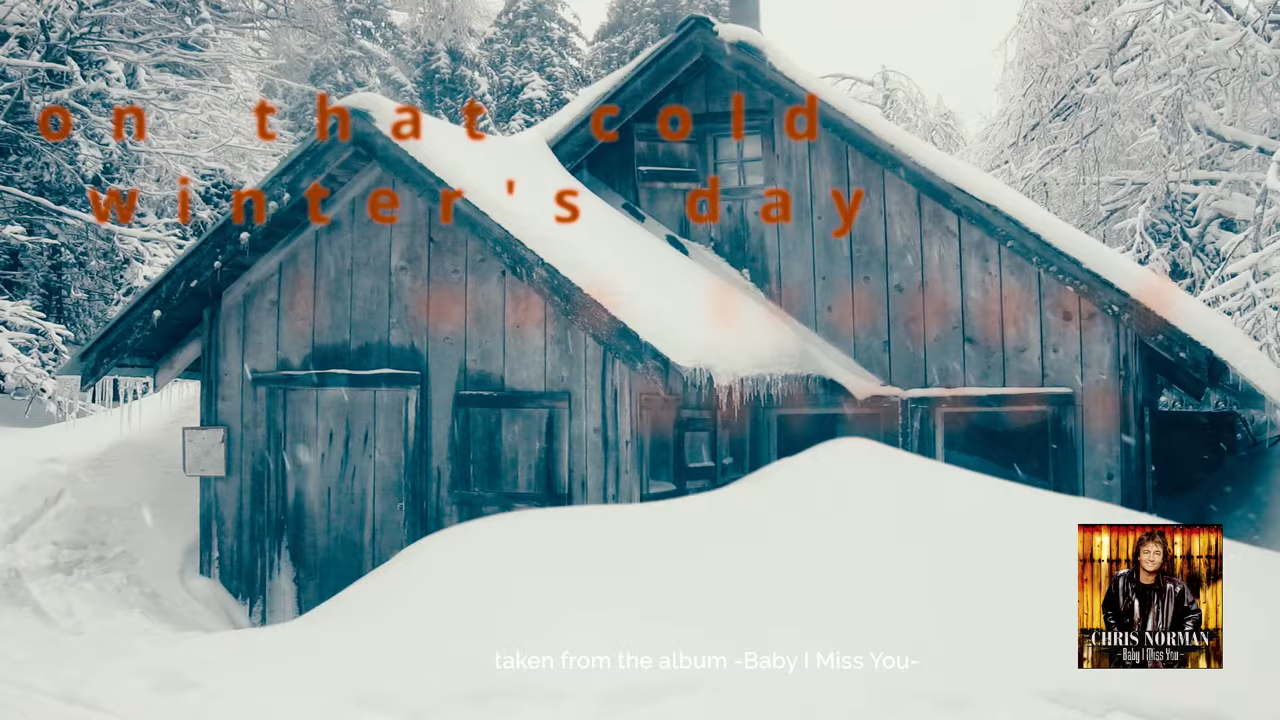 on that cold
winter's day
CHRIS NORMAN
-Baby I Miss You-
taken from the album -Baby I Miss You-